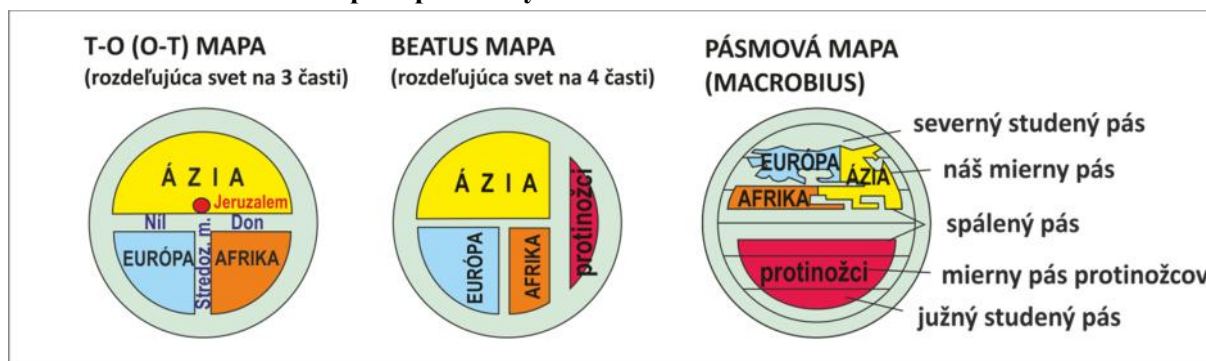 T-O (O-T) MAPA
(rozdeľujúca svet na 3 časti)
Á Z I A
Jeruzalem
Níl
Don
Stredoz. m.
EURÓPA
AFRIKA
BEATUS MAPA
(rozdeľujúca svet na 4 časti)
Á Z I A
EURÓPA
AFRIKA
protinožci
PÁSMOVÁ MAPA
(MACROBIUS)
EURÓPA
ÁZIA
AFRIKA
protinožci
severný studený pás
náš mierny pás
spálený pás
mierny pás protinožcov
južný studený pás